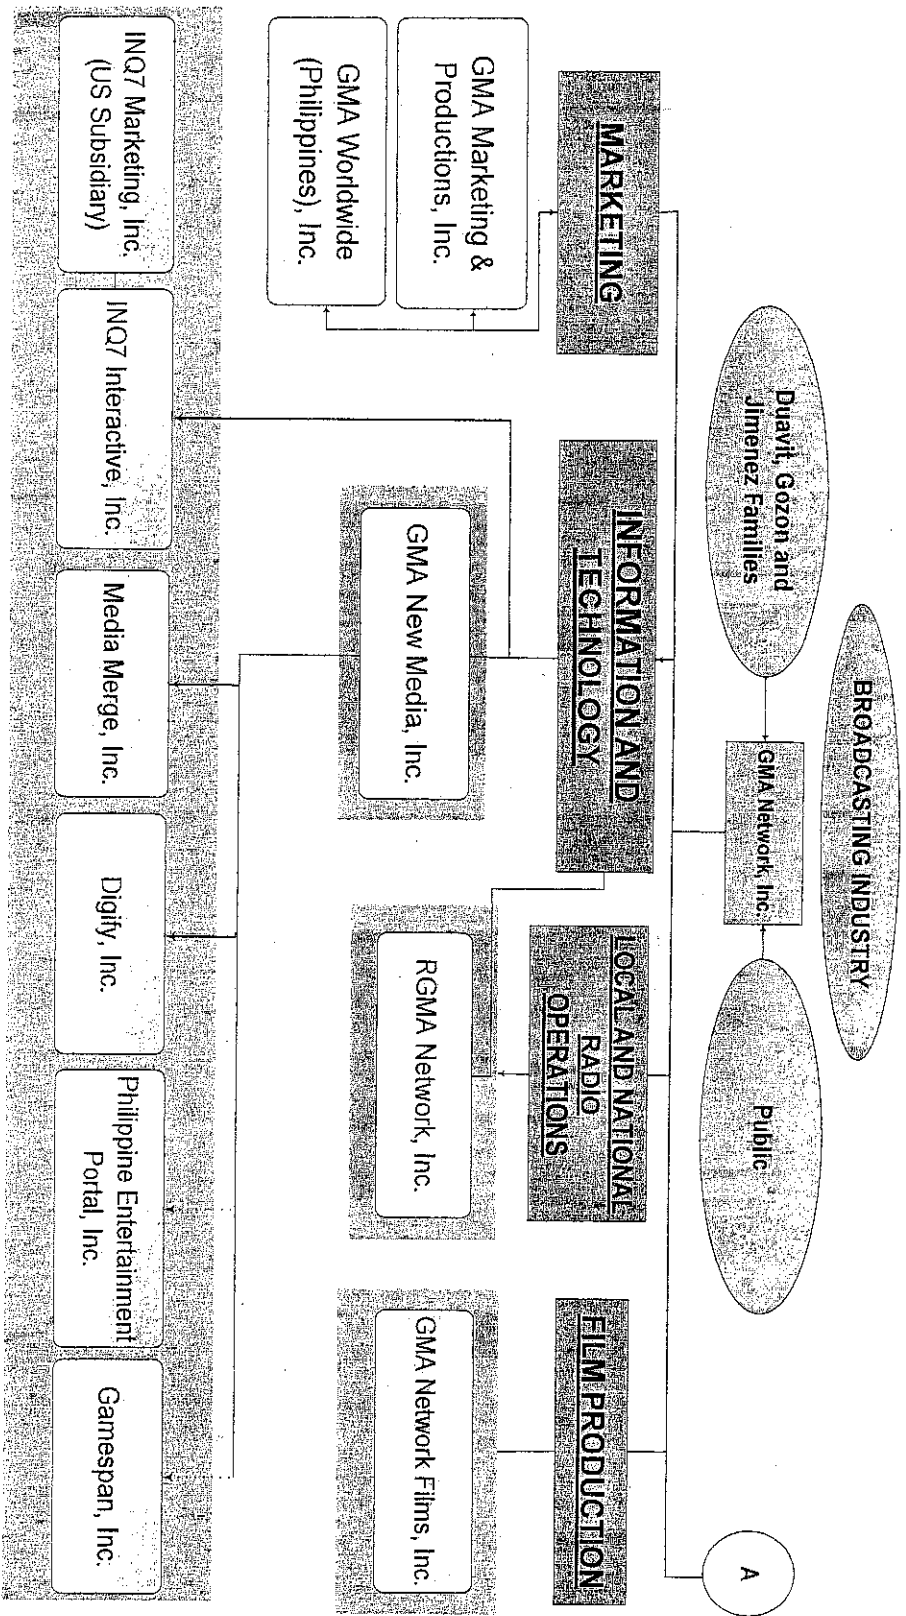 BROADCASTING INDUSTRY
Duavit, Gozon and
Jimenez Families
GMA Network, Inc.
Public
A
MARKETING
INFORMATION AND
TECHNOLOGY
LOCAL AND NATIONAL
RADIO
OPERATIONS
FILM PRODUCTION
GMA Marketing &
Productions, Inc.
GMA Worldwide
(Philippines), Inc.
GMA New Media, Inc.
RGMA Network, Inc.
GMA Network Films, Inc.
INQ7 Marketing, Inc.
(US Subsidiary)
INQ7 Interactive, Inc.
Media Merge, Inc.
Digify, Inc.
Philippine Entertainment
Portal, Inc.
Gamespan, Inc.